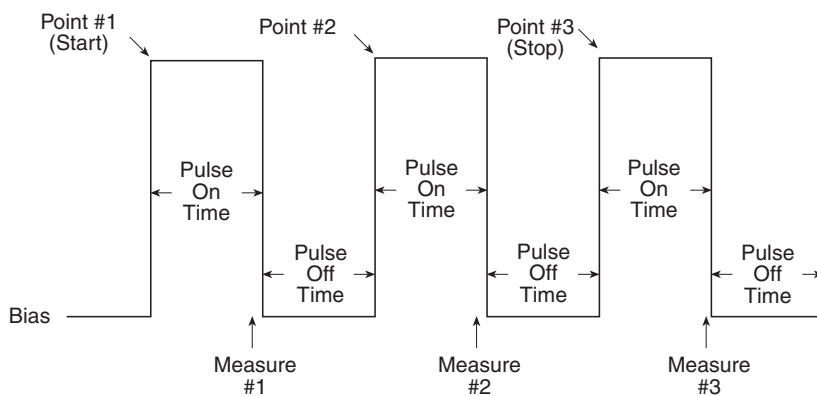 Point #1
(Start)
Point #2
Point #3
(Stop)
Pulse
On
Time
Pulse
On
Time
Pulse
On
Time
Pulse
Off
Time
Pulse
Off
Time
Pulse
Off
Time
Bias
Measure
#1
Measure
#2
Measure
#3